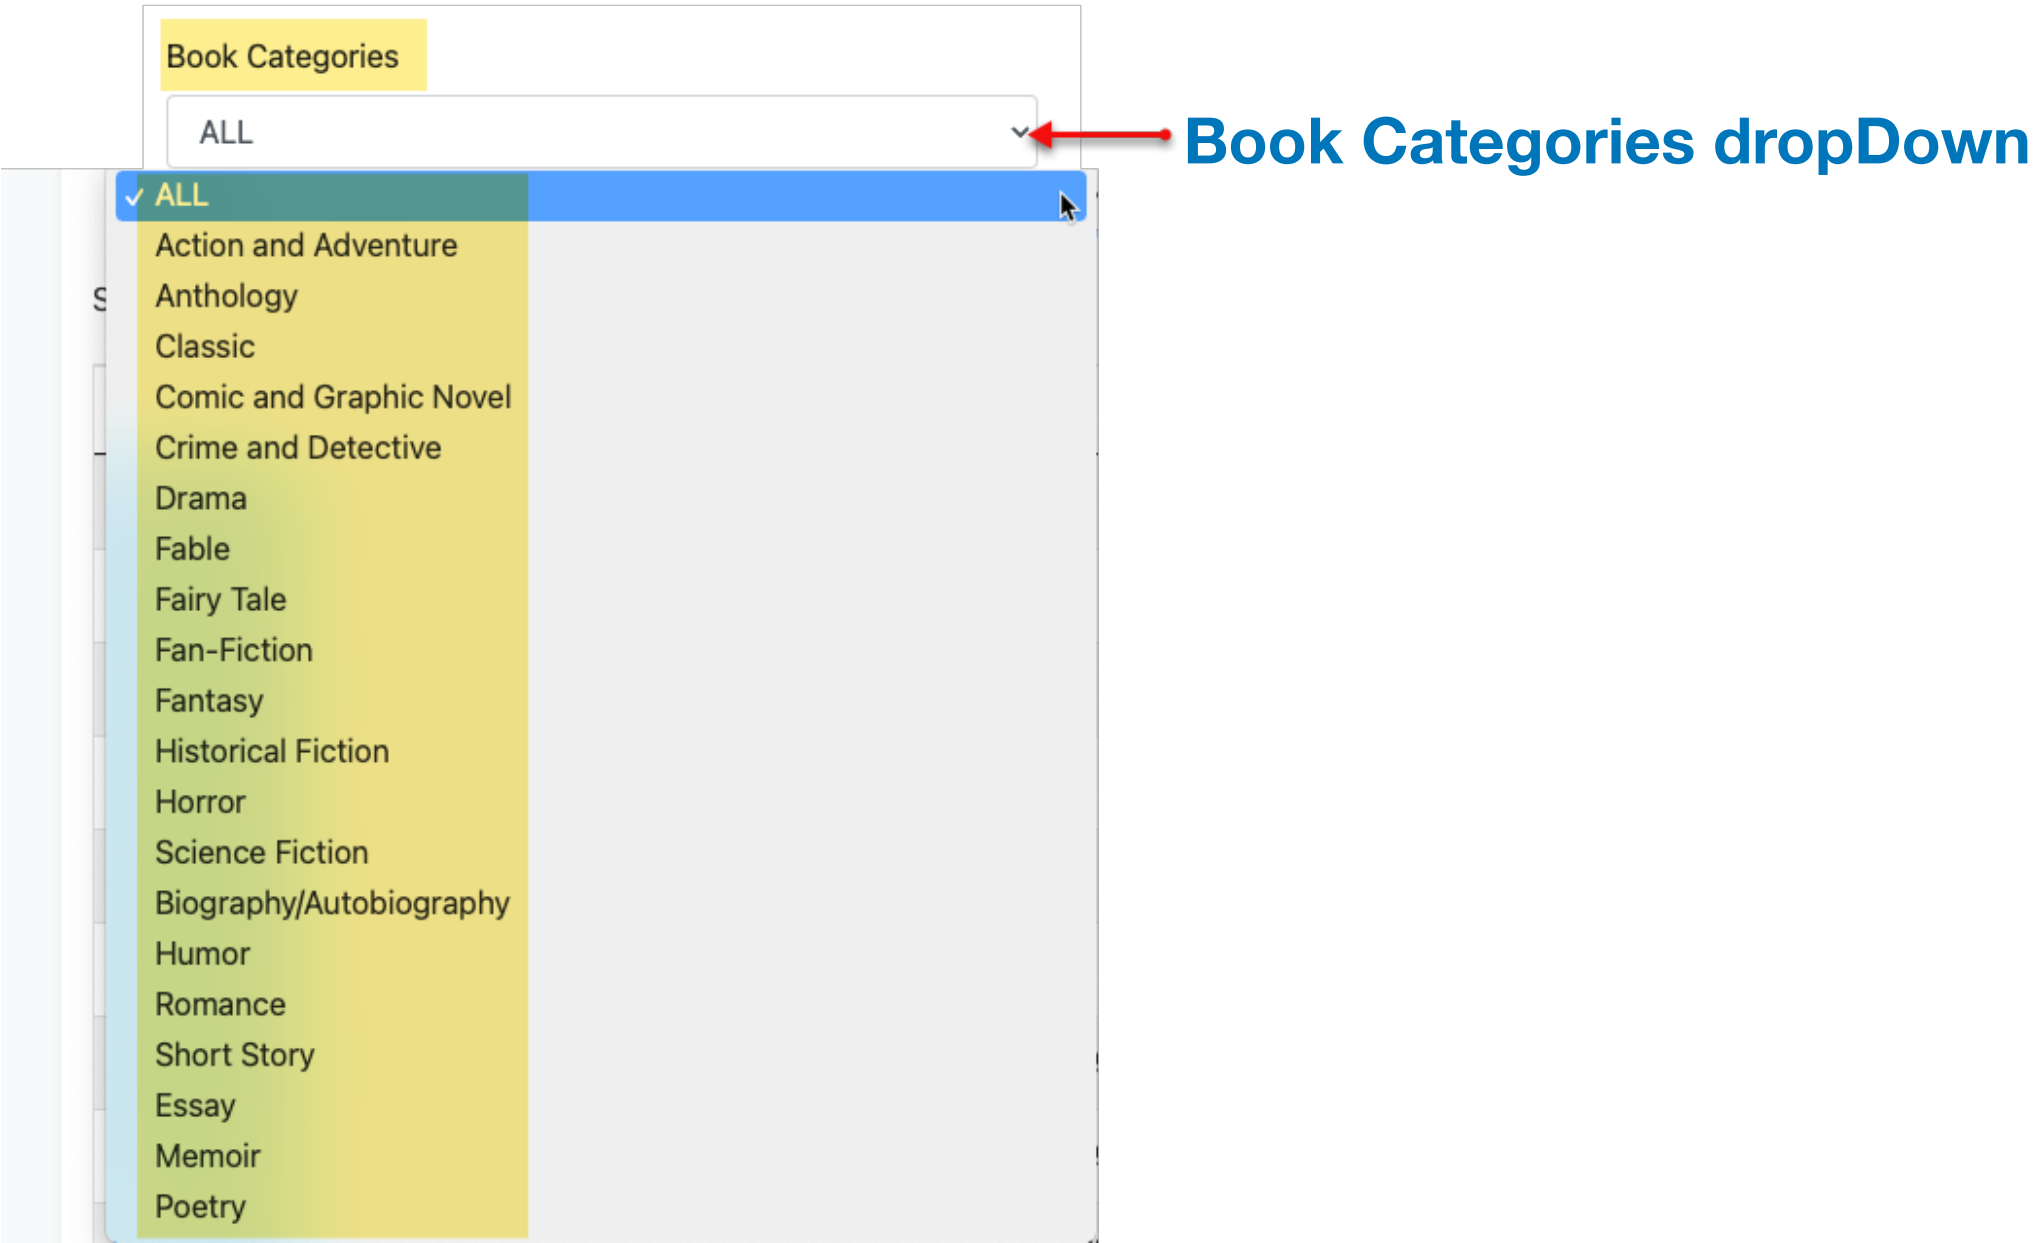 Book Categories
ALL
Book Categories dropDown
✓ ALL
Action and Adventure
Anthology
Classic
Comic and Graphic Novel
Crime and Detective
Drama
Fable
Fairy Tale
Fan-Fiction
Fantasy
Historical Fiction
Horror
Science Fiction
Biography/Autobiography
Humor
Romance
Short Story
Essay
Memoir
Poetry